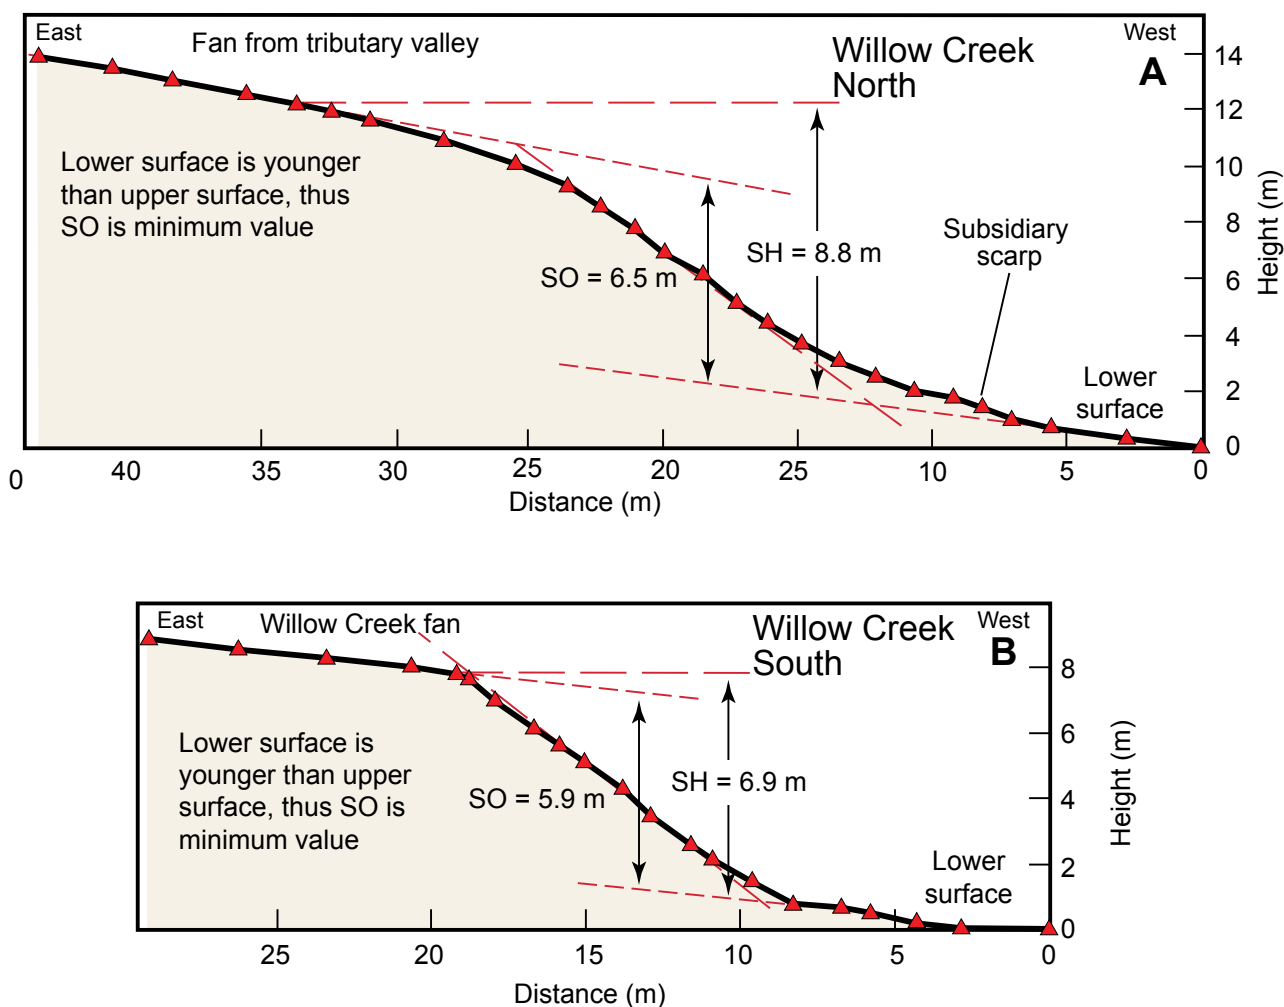 East
Fan from tributary valley
Willow Creek
North
West
A
14
12
10
8
6
4
2
0
Height (m)
Lower surface is younger
than upper surface, thus
SO is minimum value
SO = 6.5 m
SH = 8.8 m
Subsidiary
scarp
Lower
surface
0 40 35 30 25 20 25 10 5 0
Distance (m)
East
Willow Creek fan
Willow Creek
South
West
B
8
6
4
2
0
Height (m)
Lower surface is
younger than upper
surface, thus SO is
minimum value
SO = 5.9 m
SH = 6.9 m
Lower
surface
25 20 15 10 5 0
Distance (m)